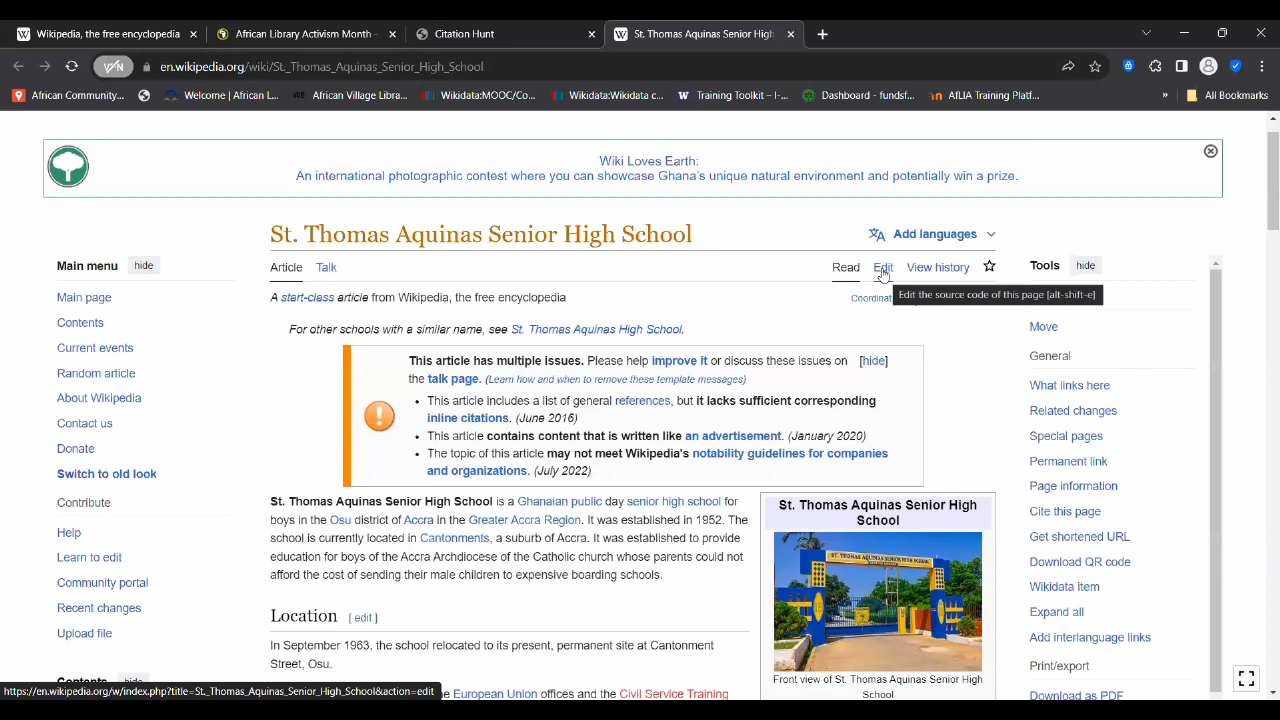 Wikipedia, the free encyclopedia
African Library Activism Month -
Citation Hunt
St. Thomas Aquinas Senior High
en.wikipedia.org/wiki/St._Thomas_Aquinas_Senior_High_School
African Community...
Welcome | African L...
African Village Libra...
Wikidata:MOOC/Co...
Wikidata:Wikidata c...
Training Toolkit – I-...
Dashboard - fundsf...
AfLIA Training Platf...
»
All Bookmarks
Wiki Loves Earth:
An international photographic contest where you can showcase Ghana's unique natural environment and potentially win a prize.
St. Thomas Aquinas Senior High School
Add languages
Main menu hide
Article Talk
Read Edit View history
Tools hide
Edit the source code of this page [alt-shift-e]
A start-class article from Wikipedia, the free encyclopedia
Coordinat
Main page
Contents
Current events
Random article
About Wikipedia
Contact us
Donate
Switch to old look
Contribute
Help
Learn to edit
Community portal
Recent changes
Upload file
Contents hide
For other schools with a similar name, see St. Thomas Aquinas High School.
This article has multiple issues. Please help improve it or discuss these issues on [hide]
the talk page. (Learn how and when to remove these template messages)
• This article includes a list of general references, but it lacks sufficient corresponding
inline citations. (June 2016)
• This article contains content that is written like an advertisement. (January 2020)
• The topic of this article may not meet Wikipedia's notability guidelines for companies
and organizations. (July 2022)
St. Thomas Aquinas Senior High School is a Ghanaian public day senior high school for
boys in the Osu district of Accra in the Greater Accra Region. It was established in 1952. The
school is currently located in Cantonments, a suburb of Accra. It was established to provide
education for boys of the Accra Archdiocese of the Catholic church whose parents could not
afford the cost of sending their male children to expensive boarding schools.
Location [ edit ]
In September 1963, the school relocated to its present, permanent site at Cantonment
Street, Osu.
the European Union offices and the Civil Service Training
St. Thomas Aquinas Senior High
School
ST. THOMAS AQUINAS SENIOR HIGH SCHOOL
Front view of St. Thomas Aquinas Senior High
School
Move
General
What links here
Related changes
Special pages
Permanent link
Page information
Cite this page
Get shortened URL
Download QR code
Wikidata item
Expand all
Add interlanguage links
Print/export
Download as PDF
https://en.wikipedia.org/w/index.php?title=St._Thomas_Aquinas_Senior_High_School&action=edit